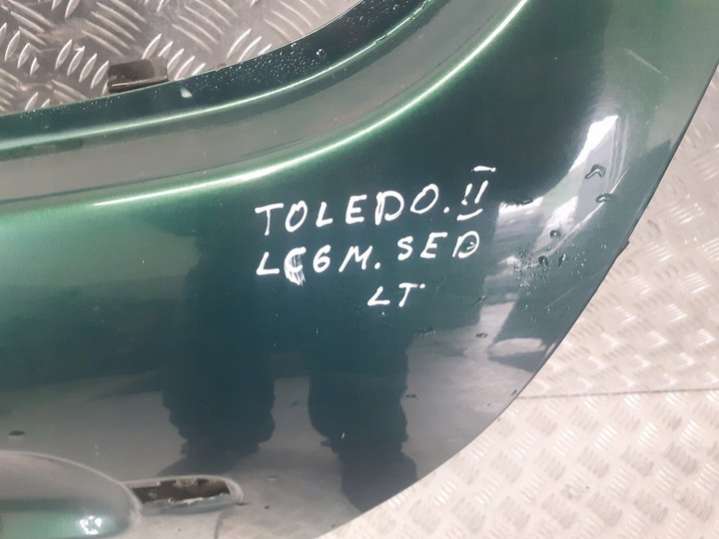 TOLEDO. II
LC6M. SED
LT